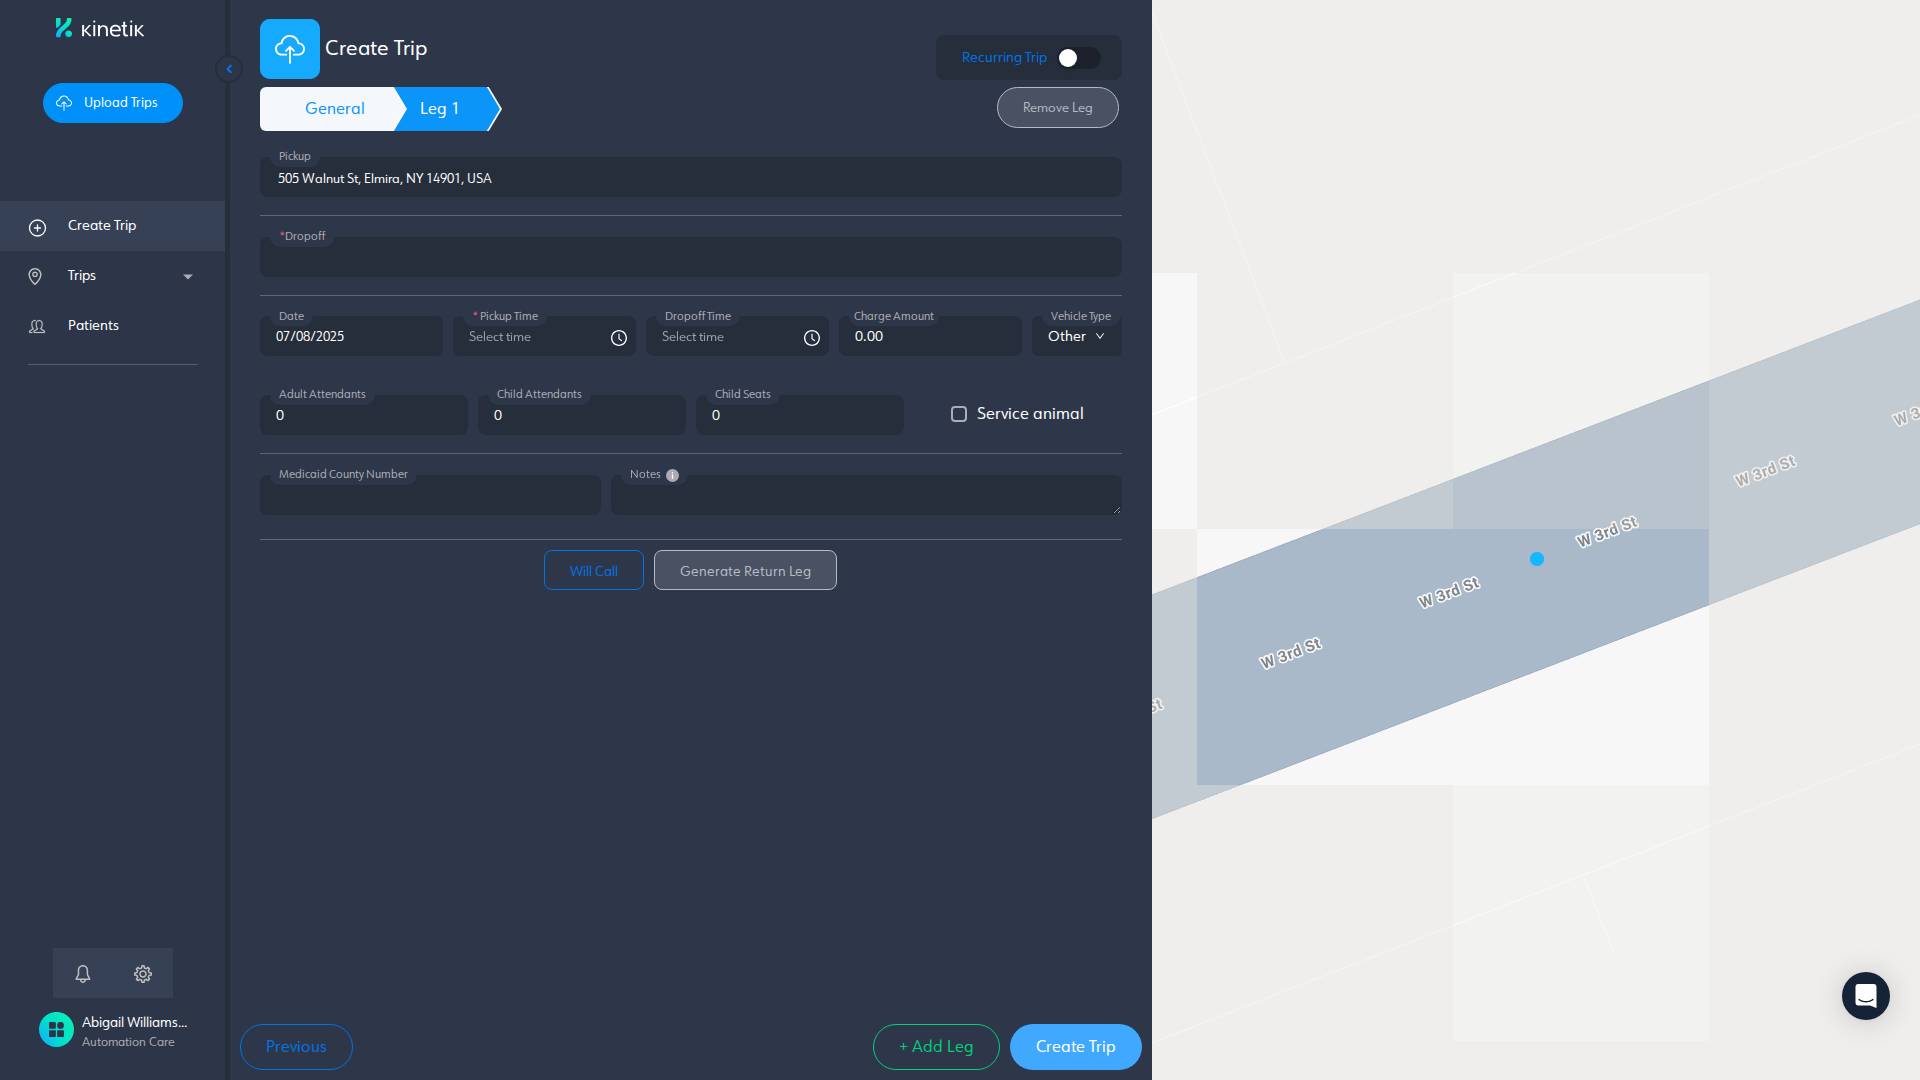 kinetik
Upload Trips
Create Trip
Trips
Patients
Abigail Williams...
Automation Care
Create Trip
Recurring Trip
General
Leg 1
Remove Leg
Pickup
505 Walnut St, Elmira, NY 14901, USA
*Dropoff
Date
07/08/2025
* Pickup Time
Select time
Dropoff Time
Select time
Charge Amount
0.00
Vehicle Type
Other
Adult Attendants
0
Child Attendants
0
Child Seats
0
Service animal
Medicaid County Number
Notes
Will Call
Generate Return Leg
Previous
+ Add Leg
Create Trip
W 3
W 3rd St
W 3rd St
W 3rd St
W 3rd St
St